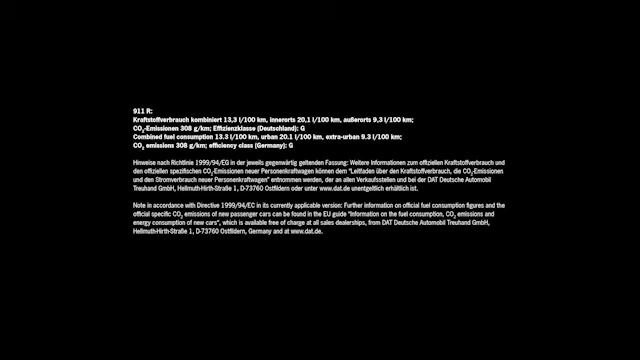 911 R:
Kraftstoffverbrauch kombiniert 13,3 l/100 km, innerorts 20,1 l/100 km, außerorts 9,3 l/100 km;
CO₂-Emissionen 308 g/km; Effizienzklasse (Deutschland): G
Combined fuel consumption 13.3 l/100 km, urban 20.1 l/100 km, extra-urban 9.3 l/100 km;
CO₂ emissions 308 g/km; efficiency class (Germany): G
Hinweise nach Richtlinie 1999/94/EG in der jeweils gegenwärtig geltenden Fassung: Weitere Informationen zum offiziellen Kraftstoffverbrauch und
den offiziellen spezifischen CO₂-Emissionen neuer Personenkraftwagen können dem "Leitfaden über den Kraftstoffverbrauch, die CO₂-Emissionen
und den Stromverbrauch neuer Personenkraftwagen" entnommen werden, der an allen Verkaufsstellen und bei der DAT Deutsche Automobil
Treuhand GmbH, Hellmuth-Hirth-Straße 1, D-73760 Ostfildern oder unter www.dat.de unentgeltlich erhältlich ist.
Note in accordance with Directive 1999/94/EC in its currently applicable version: Further information on official fuel consumption figures and the
official specific CO₂ emissions of new passenger cars can be found in the EU guide "Information on the fuel consumption, CO₂ emissions and
energy consumption of new cars", which is available free of charge at all sales dealerships, from DAT Deutsche Automobil Treuhand GmbH,
Hellmuth-Hirth-Straße 1, D-73760 Ostfildern, Germany and at www.dat.de.